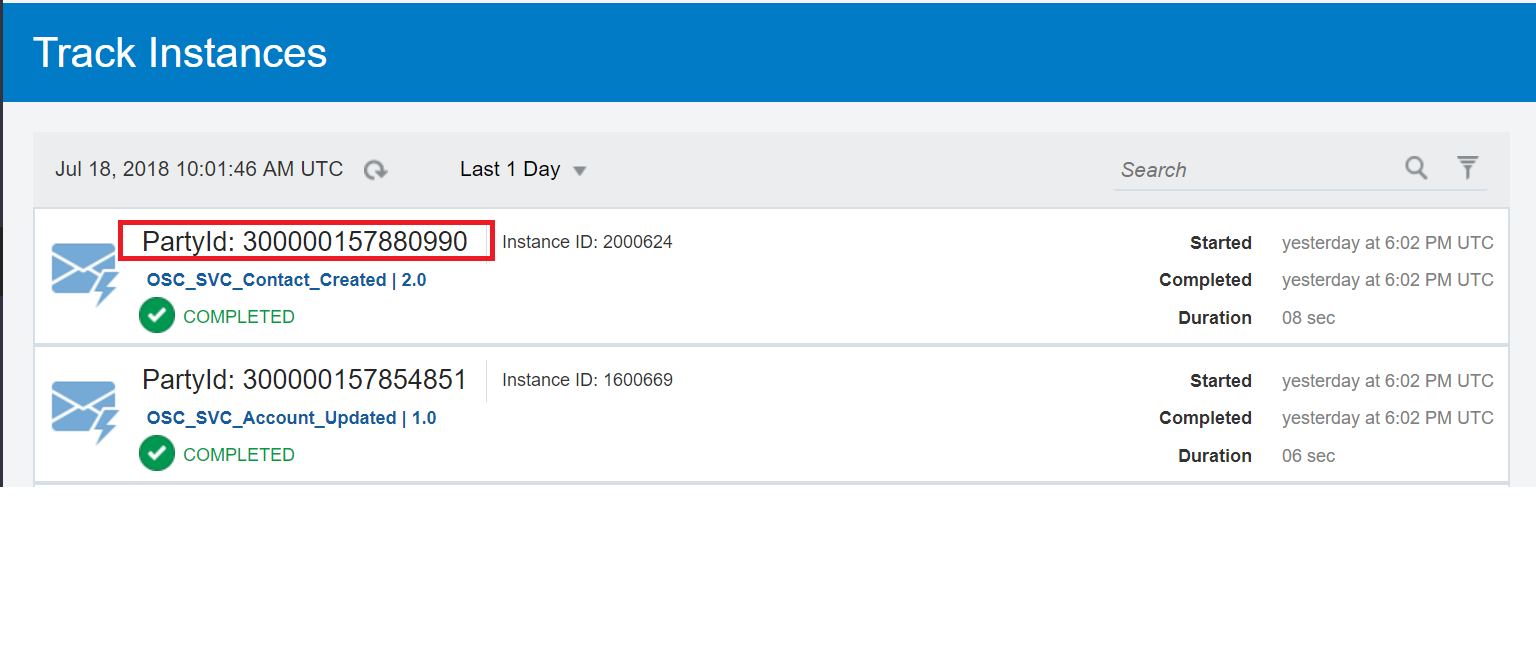 Track Instances
Jul 18, 2018 10:01:46 AM UTC Last 1 Day Search
PartyId: 300000157880990 Instance ID: 2000624 Started yesterday at 6:02 PM UTC
OSC_SVC_Contact_Created | 2.0 Completed yesterday at 6:02 PM UTC
COMPLETED Duration 08 sec
PartyId: 300000157854851 Instance ID: 1600669 Started yesterday at 6:02 PM UTC
OSC_SVC_Account_Updated | 1.0 Completed yesterday at 6:02 PM UTC
COMPLETED Duration 06 sec